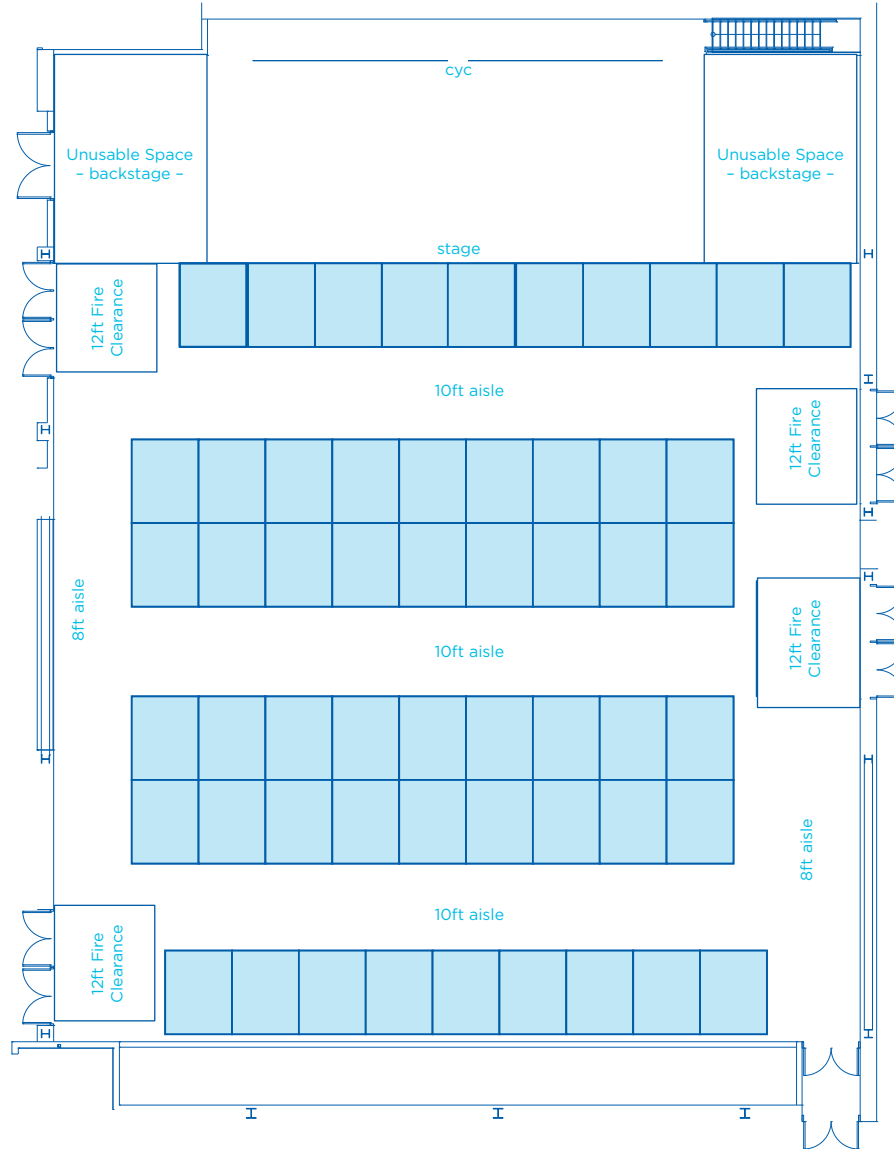 cyc
Unusable Space
– backstage –
Unusable Space
– backstage –
stage
12ft Fire
Clearance
10ft aisle
12ft Fire
Clearance
8ft aisle
10ft aisle
12ft Fire
Clearance
8ft aisle
10ft aisle
12ft Fire
Clearance